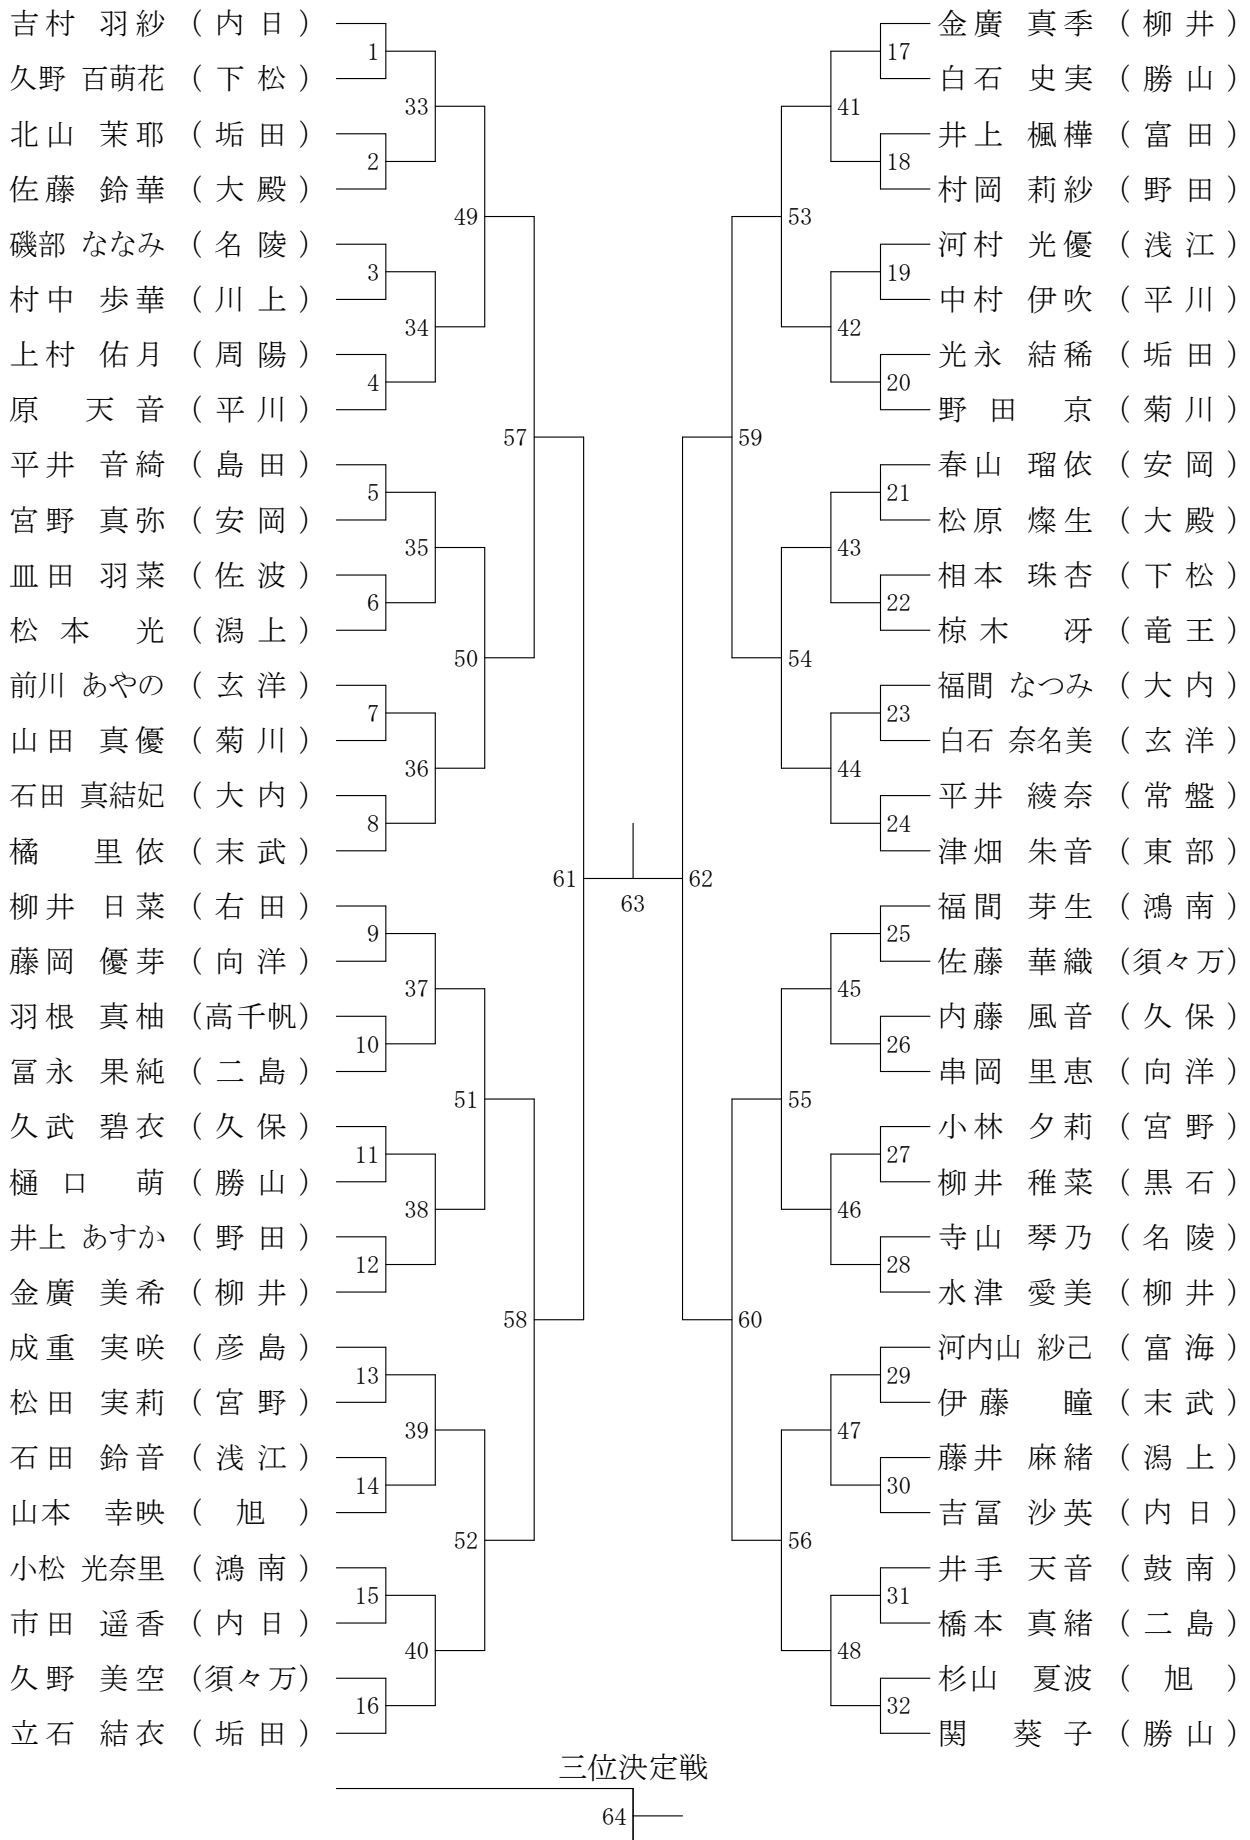 吉村 羽紗 (内日)
1
久野 百萌花 (下松)
33
北山 茉耶 (垢田)
2
佐藤 鈴華 (大殿)
49
磯部 ななみ (名陵)
3
村中 歩華 (川上)
34
上村 佑月 (周陽)
4
原 天音 (平川)
57
平井 音綺 (島田)
5
宮野 真弥 (安岡)
35
皿田 羽菜 (佐波)
6
松本 光 (潟上)
50
前川 あやの (玄洋)
7
山田 真優 (菊川)
36
石田 真結妃 (大内)
8
橘 里依 (末武)
61
柳井 日菜 (右田)
9
藤岡 優芽 (向洋)
37
羽根 真柚 (高千帆)
10
冨永 果純 (二島)
51
久武 碧衣 (久保)
11
樋口 萌 (勝山)
38
井上 あすか (野田)
12
金廣 美希 (柳井)
58
成重 実咲 (彦島)
13
松田 実莉 (宮野)
39
石田 鈴音 (浅江)
14
山本 幸映 (旭)
52
小松 光奈里 (鴻南)
15
市田 遥香 (内日)
40
久野 美空 (須々万)
16
立石 結衣 (垢田)
63
金廣 真季 (柳井)
17
白石 史実 (勝山)
41
井上 楓樺 (富田)
18
村岡 莉紗 (野田)
53
河村 光優 (浅江)
19
中村 伊吹 (平川)
42
光永 結稀 (垢田)
20
野田 京 (菊川)
59
春山 瑠依 (安岡)
21
松原 燦生 (大殿)
43
相本 珠杏 (下松)
22
椋木 冴 (竜王)
54
福間 なつみ (大内)
23
白石 奈名美 (玄洋)
44
平井 綾奈 (常盤)
24
津畑 朱音 (東部)
62
福間 芽生 (鴻南)
25
佐藤 華織 (須々万)
45
内藤 風音 (久保)
26
串岡 里恵 (向洋)
55
小林 夕莉 (宮野)
27
柳井 稚菜 (黒石)
46
寺山 琴乃 (名陵)
28
水津 愛美 (柳井)
60
河内山 紗己 (富海)
29
伊藤 瞳 (末武)
47
藤井 麻緒 (潟上)
30
吉冨 沙英 (内日)
56
井手 天音 (鼓南)
31
橋本 真緒 (二島)
48
杉山 夏波 (旭)
32
関 葵子 (勝山)
三位決定戦
64